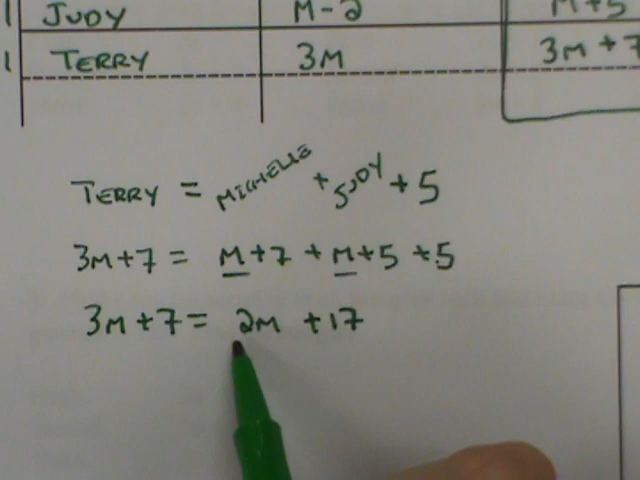 1 JUDY M-2 M+5
1 TERRY 3M 3M+7
TERRY = MICHELLE + JUDY + 5
3M+7 = M+7 + M+5 +5
3M+7= 2M +17